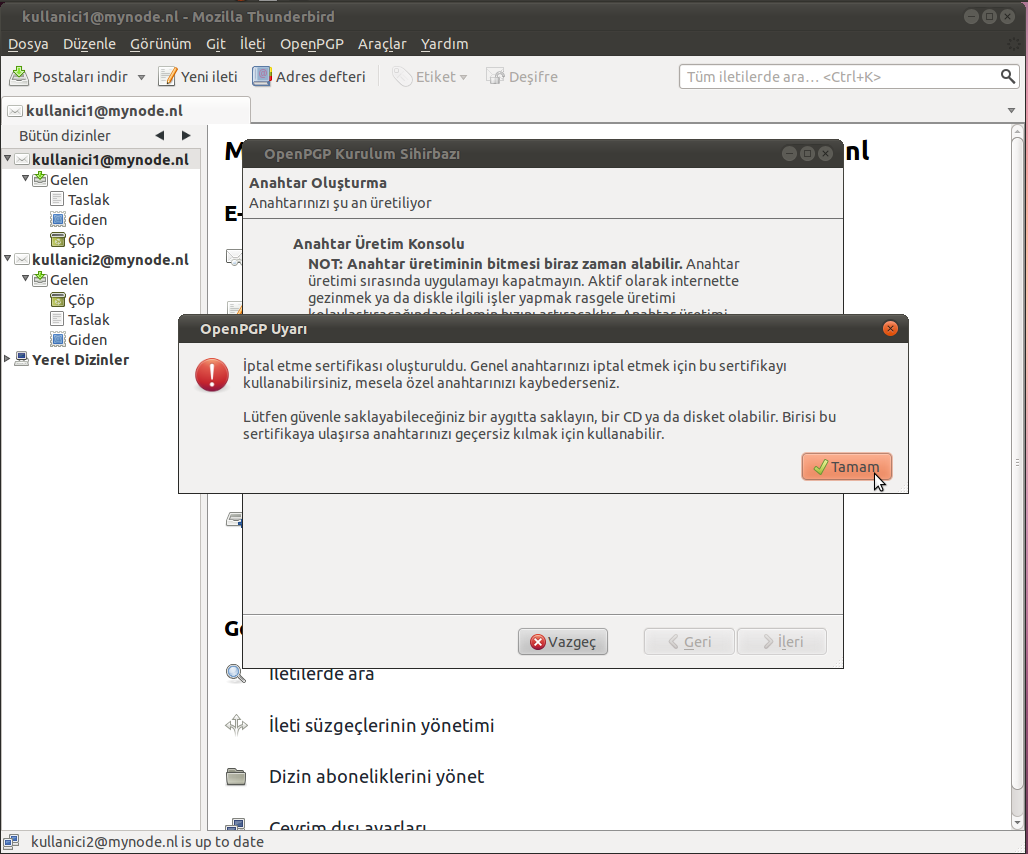 kullanici1@mynode.nl - Mozilla Thunderbird
Dosya Düzenle Görünüm Git İleti OpenPGP Araçlar Yardım
Postaları indir Yeni ileti Adres defteri Etiket Deşifre Tüm iletilerde ara... <Ctrl+K>
kullanici1@mynode.nl
Bütün dizinler
kullanici1@mynode.nl
Gelen
Taslak
Giden
Çöp
kullanici2@mynode.nl
Gelen
Çöp
Taslak
Giden
Yerel Dizinler
M nl
E-
OpenPGP Kurulum Sihirbazı
Anahtar Oluşturma
Anahtarınızı şu an üretiliyor
Anahtar Üretim Konsolu
NOT: Anahtar üretiminin bitmesi biraz zaman alabilir. Anahtar
üretimi sırasında uygulamayı kapatmayın. Aktif olarak internette
gezinmek ya da diskle ilgili işler yapmak rasgele üretimi
kolaylaştıracağından işlemin hızını artıracaktır. Anahtar üretimi
OpenPGP Uyarı
İptal etme sertifikası oluşturuldu. Genel anahtarınızı iptal etmek için bu sertifikayı
kullanabilirsiniz, mesela özel anahtarınızı kaybederseniz.
Lütfen güvenle saklayabileceğiniz bir aygıtta saklayın, bir CD ya da disket olabilir. Birisi bu
sertifikaya ulaşırsa anahtarınızı geçersiz kılmak için kullanabilir.
Tamam
Vazgeç Geri İleri
Ge
İletilerde ara
İleti süzgeçlerinin yönetimi
Dizin aboneliklerini yönet
Çevrim dışı ayarları
kullanici2@mynode.nl is up to date